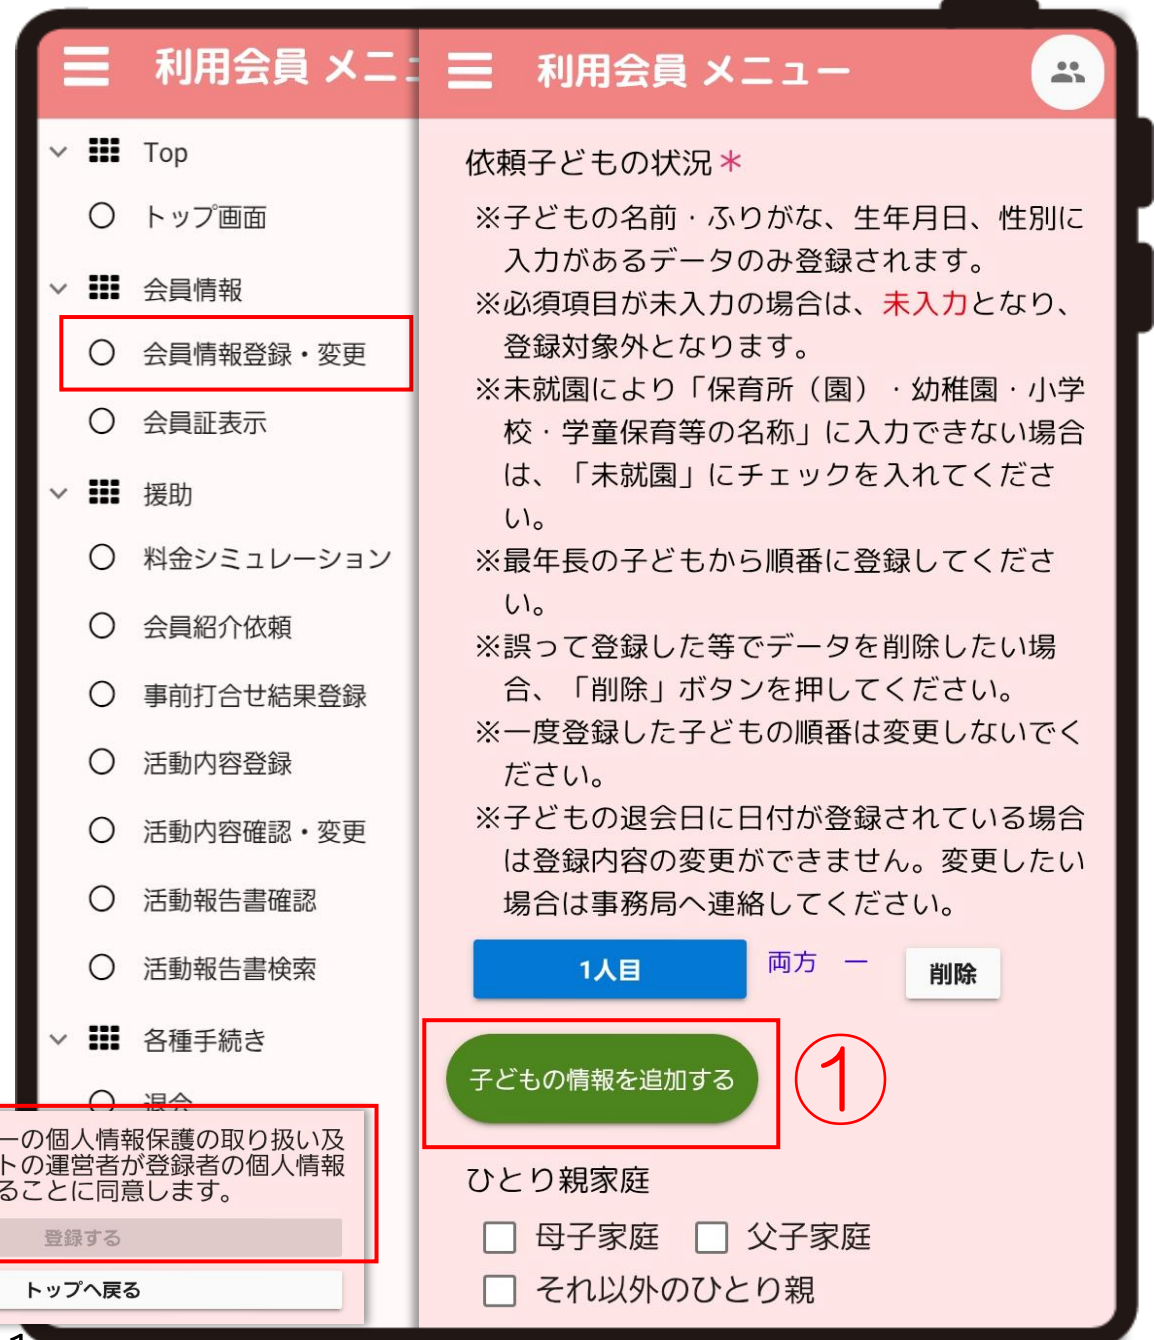 利用会員 メニュ
Top
トップ画面
会員情報
会員情報登録・変更
会員証表示
援助
料金シミュレーション
会員紹介依頼
事前打合せ結果登録
活動内容登録
活動内容確認・変更
活動報告書確認
活動報告書検索
各種手続き
退会
ーの個人情報保護の取り扱い及
トの運営者が登録者の個人情報
ることに同意します。
登録する
トップへ戻る
利用会員 メニュー
依頼子どもの状況*
※子どもの名前・ふりがな、生年月日、性別に
入力があるデータのみ登録されます。
※必須項目が未入力の場合は、未入力となり、
登録対象外となります。
※未就園により「保育所（園）・幼稚園・小学
校・学童保育等の名称」に入力できない場合
は、「未就園」にチェックを入れてくださ
い。
※最年長の子どもから順番に登録してくださ
い。
※誤って登録した等でデータを削除したい場
合、「削除」ボタンを押してください。
※一度登録した子どもの順番は変更しないでく
ださい。
※子どもの退会日に日付が登録されている場合
は登録内容の変更ができません。変更したい
場合は事務局へ連絡してください。
1人目 両方 ー 削除
子どもの情報を追加する ①
ひとり親家庭
母子家庭 父子家庭
それ以外のひとり親